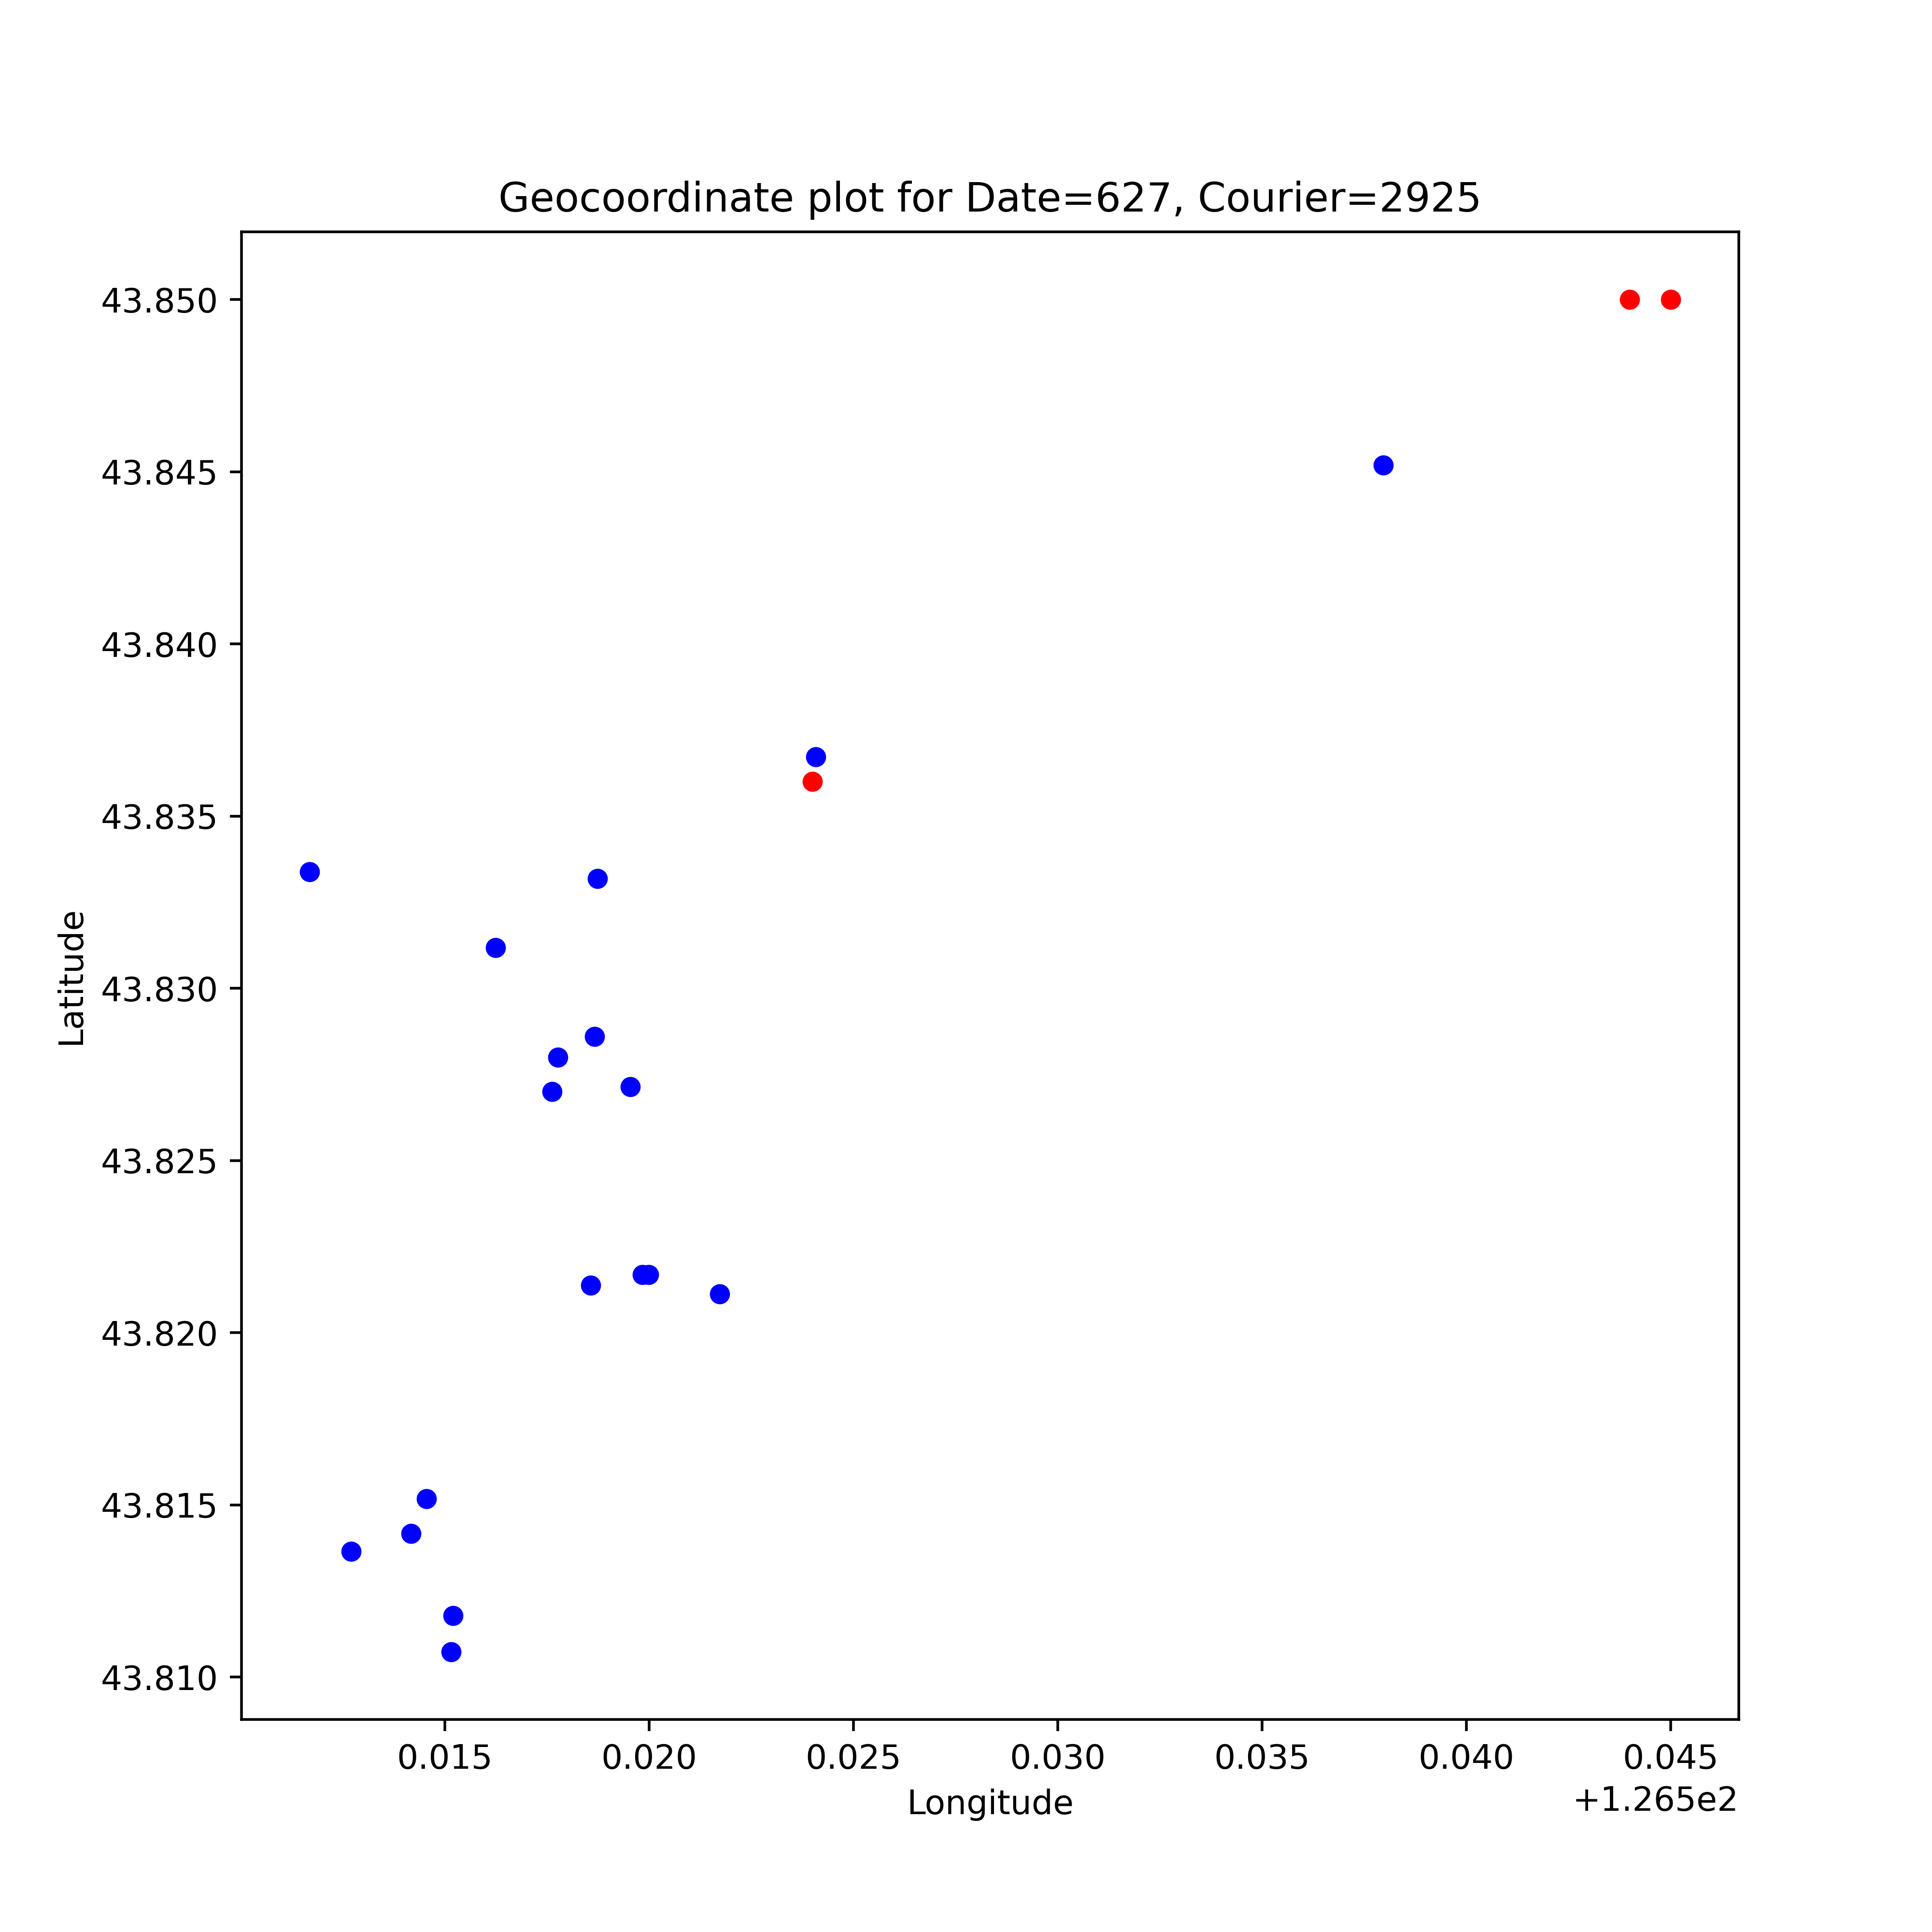 Geocoordinate plot for Date=627, Courier=2925
43.850
43.845
43.840
43.835
43.830
43.825
43.820
43.815
43.810
Latitude
0.015 0.020 0.025 0.030 0.035 0.040 0.045
+1.265e2
Longitude